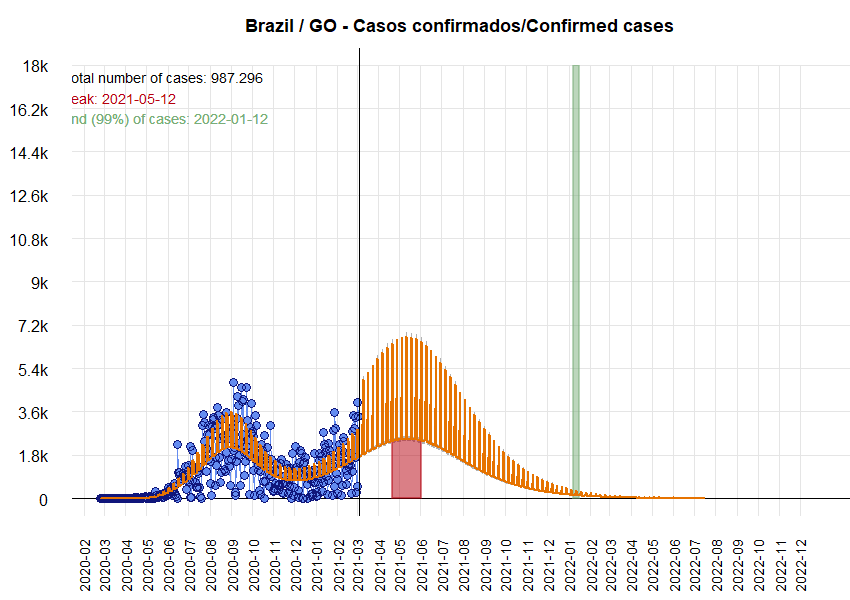 Brazil / GO - Casos confirmados/Confirmed cases
18k
16.2k
14.4k
12.6k
10.8k
9k
7.2k
5.4k
3.6k
1.8k
0
otal number of cases: 987.296
eak: 2021-05-12
nd (99%) of cases: 2022-01-12
2020-02
2020-03
2020-04
2020-05
2020-06
2020-07
2020-08
2020-09
2020-10
2020-11
2020-12
2021-01
2021-02
2021-03
2021-04
2021-05
2021-06
2021-07
2021-08
2021-09
2021-10
2021-11
2021-12
2022-01
2022-02
2022-03
2022-04
2022-05
2022-06
2022-07
2022-08
2022-09
2022-10
2022-11
2022-12